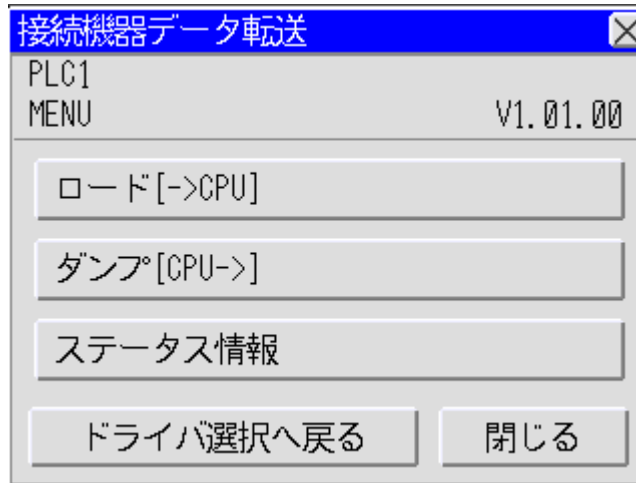 接続機器データ転送
PLC1
MENU V1.01.00
ロード[->CPU]
ダンプ[CPU->]
ステータス情報
ドライバ選択へ戻る 閉じる